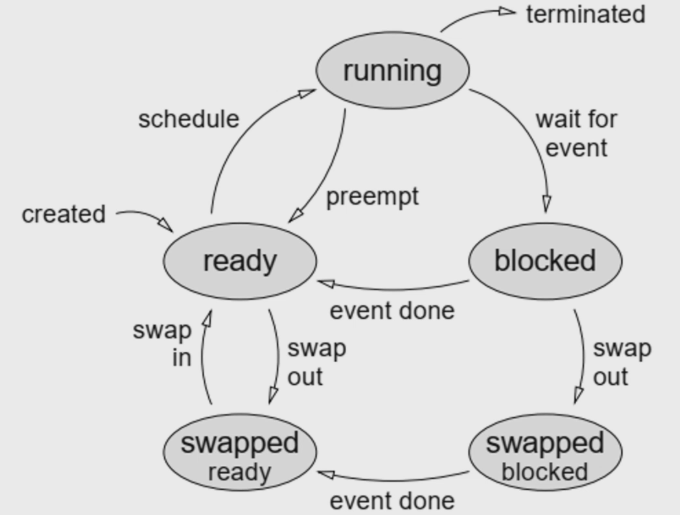 terminated
running
schedule
wait for
event
preempt
created
ready
blocked
event done
swap
in
swap
out
swap
out
swapped
ready
swapped
blocked
event done